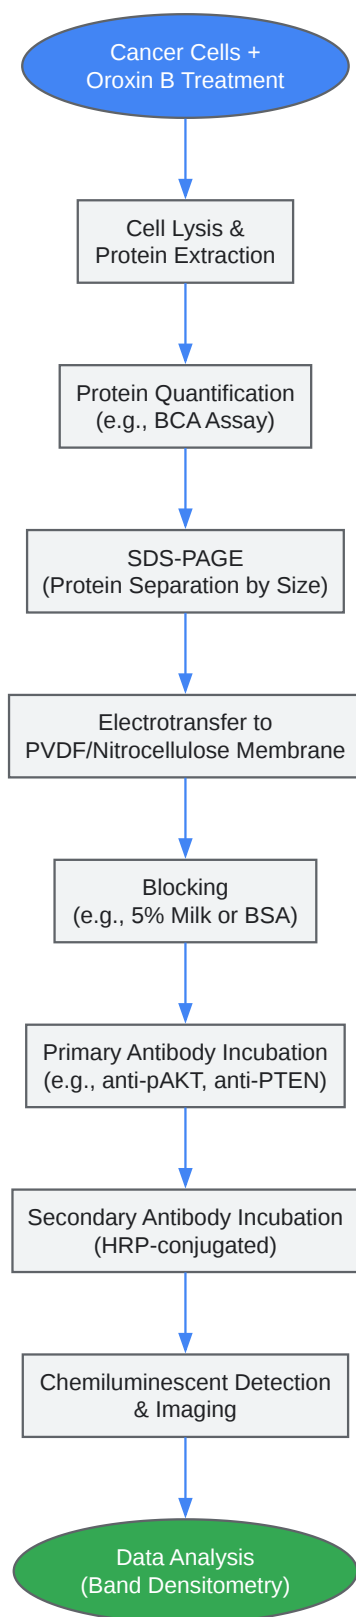 Cancer Cells +
Oroxin B Treatment
Cell Lysis &
Protein Extraction
Protein Quantification
(e.g., BCA Assay)
SDS-PAGE
(Protein Separation by Size)
Electrotransfer to
PVDF/Nitrocellulose Membrane
Blocking
(e.g., 5% Milk or BSA)
Primary Antibody Incubation
(e.g., anti-pAKT, anti-PTEN)
Secondary Antibody Incubation
(HRP-conjugated)
Chemiluminescent Detection
& Imaging
Data Analysis
(Band Densitometry)